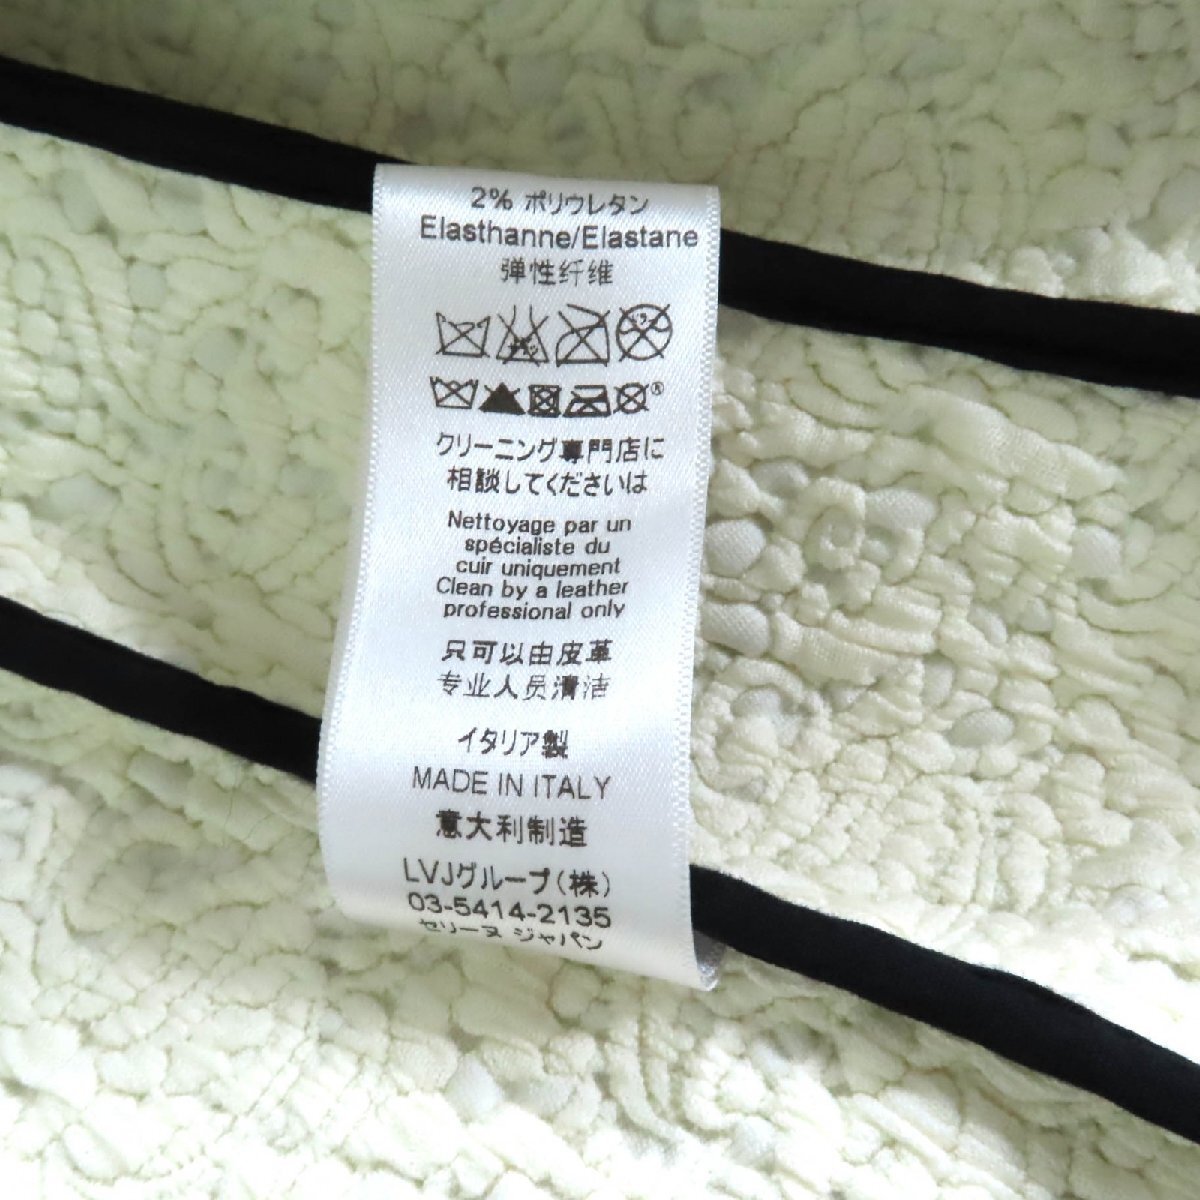 2% ポリウレタン
Elasthanne/Elastane
弹性纤维
クリーニング専門店に
相談してくださいは
Nettoyage par un
spécialiste du
cuir uniquement
Clean by a leather
professional only
只可以由皮革
专业人员清洁
イタリア製
MADE IN ITALY
意大利制造
LVJグループ(株)
03-5414-2135
セリーヌ ジャパン